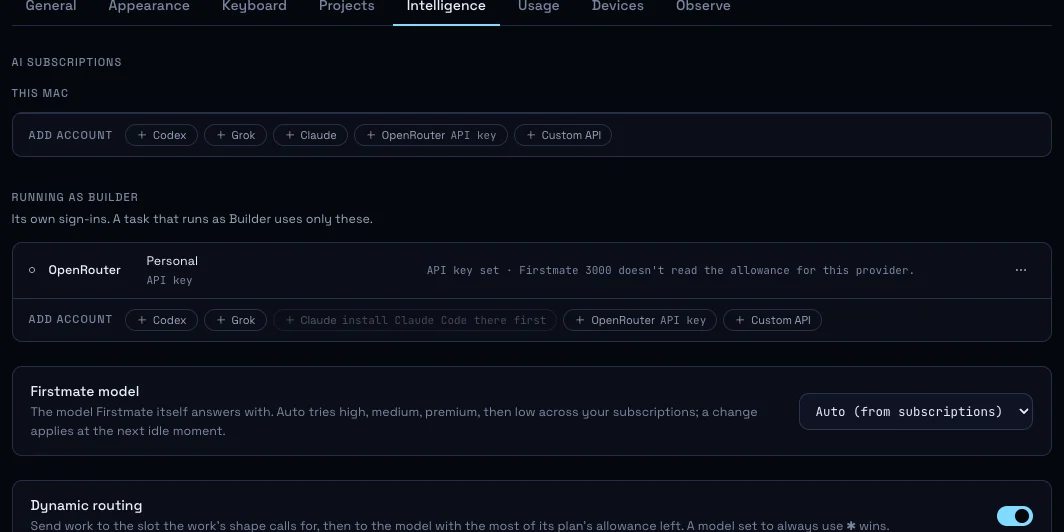 General Appearance Keyboard Projects Intelligence Usage Devices Observe
AI SUBSCRIPTIONS
THIS MAC
ADD ACCOUNT + Codex + Grok + Claude + OpenRouter API key + Custom API
RUNNING AS BUILDER
Its own sign-ins. A task that runs as Builder uses only these.
OpenRouter Personal API key set · Firstmate 3000 doesn't read the allowance for this provider. ...
API key
ADD ACCOUNT + Codex + Grok + Claude install Claude Code there first + OpenRouter API key + Custom API
Firstmate model
The model Firstmate itself answers with. Auto tries high, medium, premium, then low across your subscriptions; a change
applies at the next idle moment.
Auto (from subscriptions)
Dynamic routing
Send work to the slot the work's shape calls for, then to the model with the most of its plan's allowance left. A model set to always use ✱ wins.